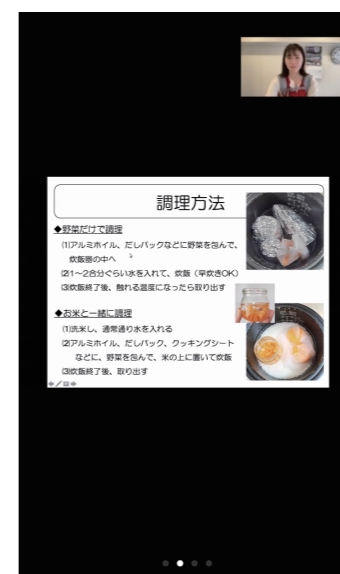 調理方法
◆野菜だけで調理
(1)アルミホイル、だしパックなどに野菜を包んで、
炊飯器の中へ
(2)1～2合分ぐらい水を入れて、炊飯（早炊きOK）
(3)炊飯終了後、触れる温度になったら取り出す
◆お米と一緒に調理
(1)洗米し、通常通り水を入れる
(2)アルミホイル、だしパック、クッキングシート
などに、野菜を包んで、米の上に置いて炊飯
(3)炊飯終了後、取り出す